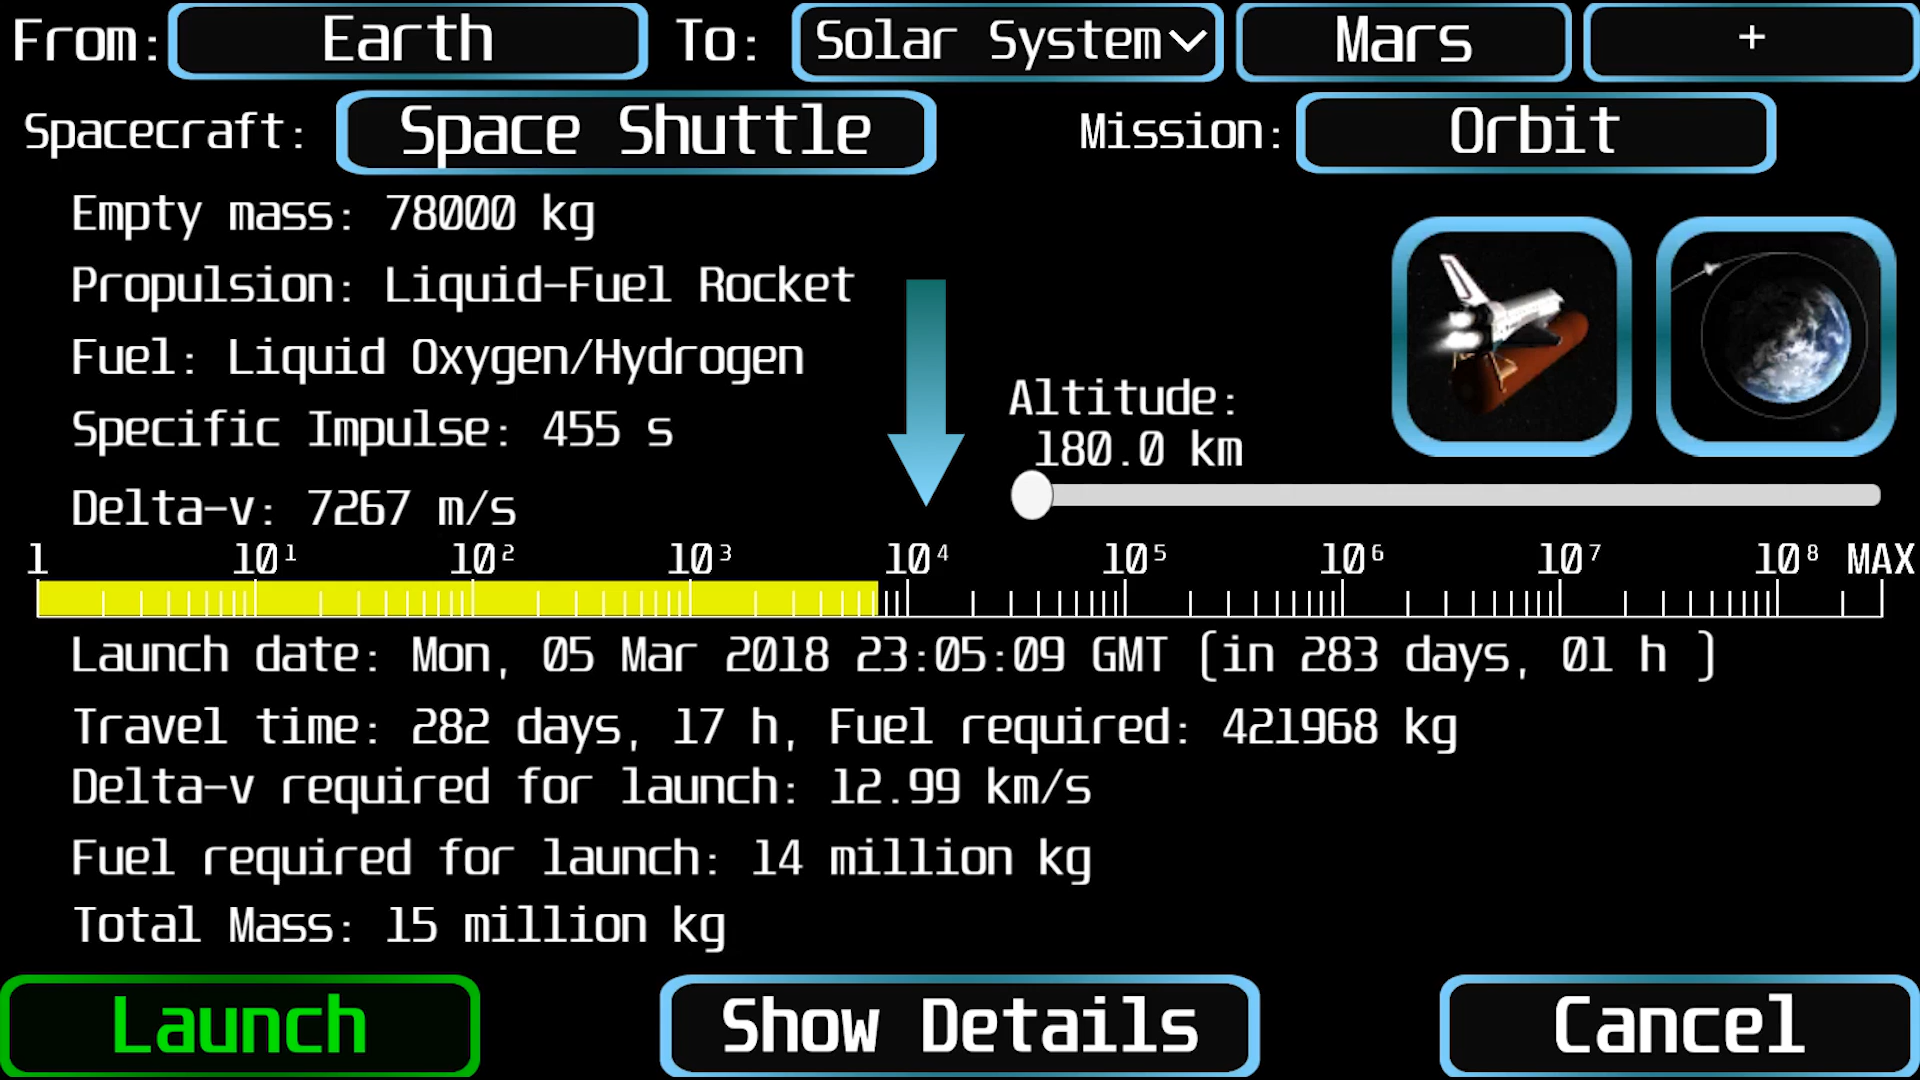 From: Earth To: Solar System Mars +
Spacecraft: Space Shuttle Mission: Orbit
Empty mass: 78000 kg
Propulsion: Liquid-Fuel Rocket
Fuel: Liquid Oxygen/Hydrogen
Altitude:
Specific Impulse: 455 s
180.0 km
Delta-v: 7267 m/s
1 10¹ 10² 10³ 10⁴ 10⁵ 10⁶ 10⁷ 10⁸ MAX
Launch date: Mon, 05 Mar 2018 23:05:09 GMT (in 283 days, 01 h )
Travel time: 282 days, 17 h, Fuel required: 421968 kg
Delta-v required for launch: 12.99 km/s
Fuel required for launch: 14 million kg
Total Mass: 15 million kg
Launch Show Details Cancel